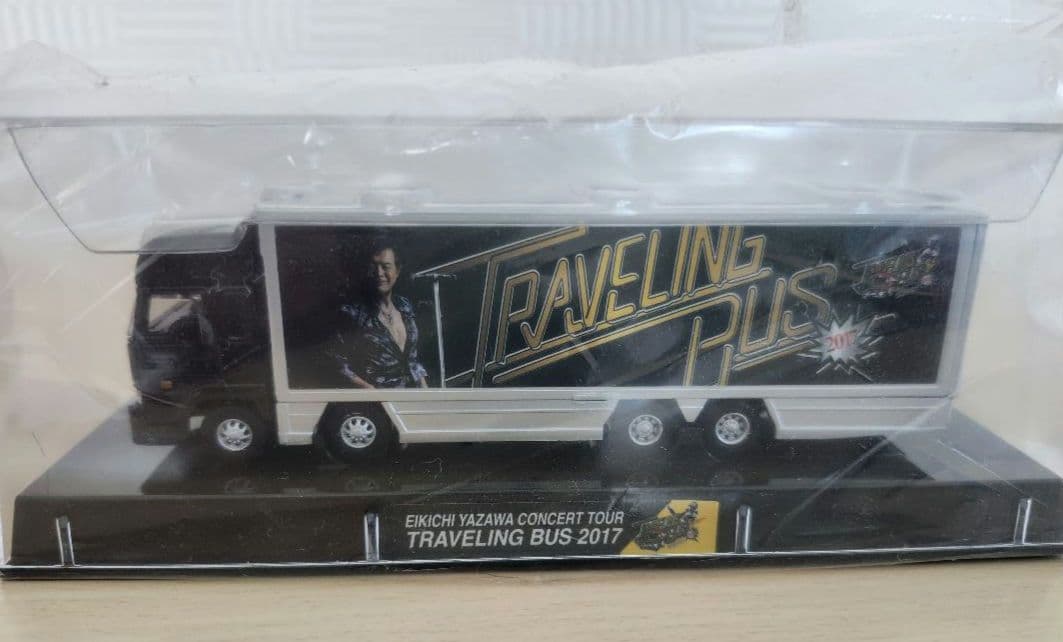 TRAVELING
BUS
2017
EIKICHI YAZAWA CONCERT TOUR
TRAVELING BUS 2017